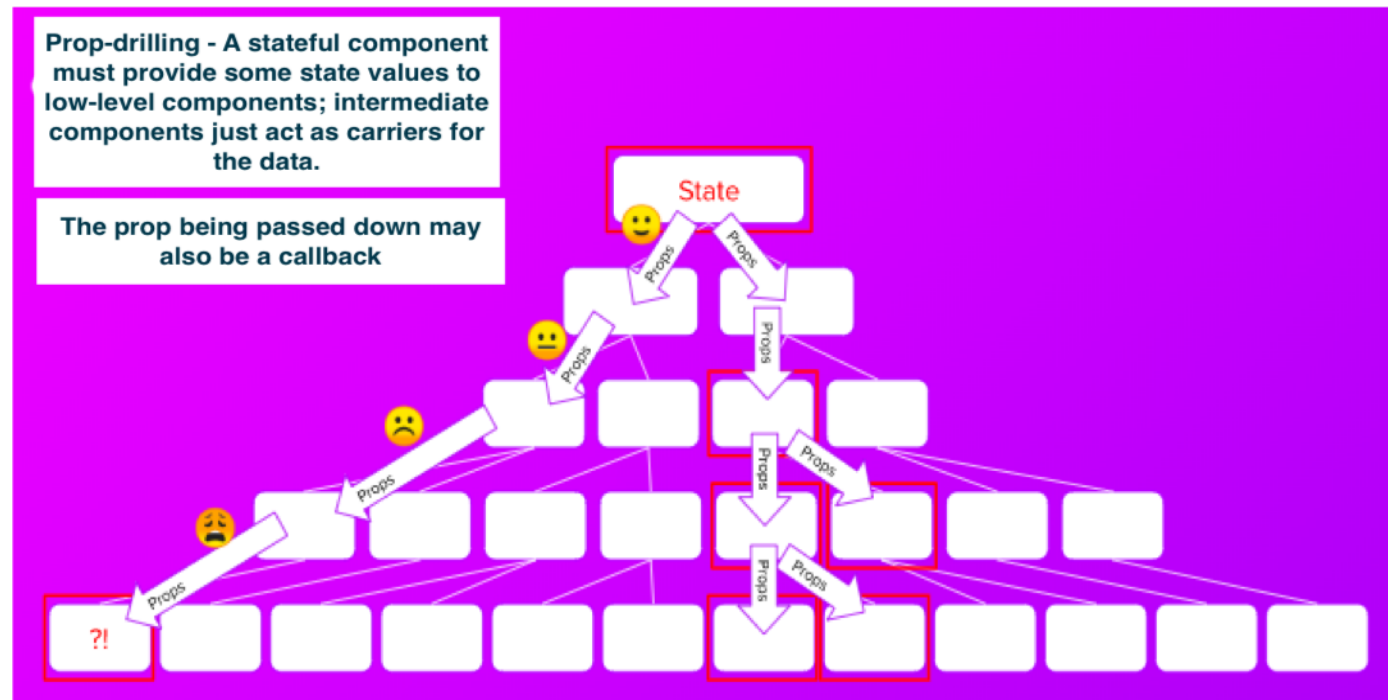 Prop-drilling - A stateful component
must provide some state values to
low-level components; intermediate
components just act as carriers for
the data.
The prop being passed down may
also be a callback
State
Props
Props
Props
Props
Props
Props
Props
Props
Props
Props
?!